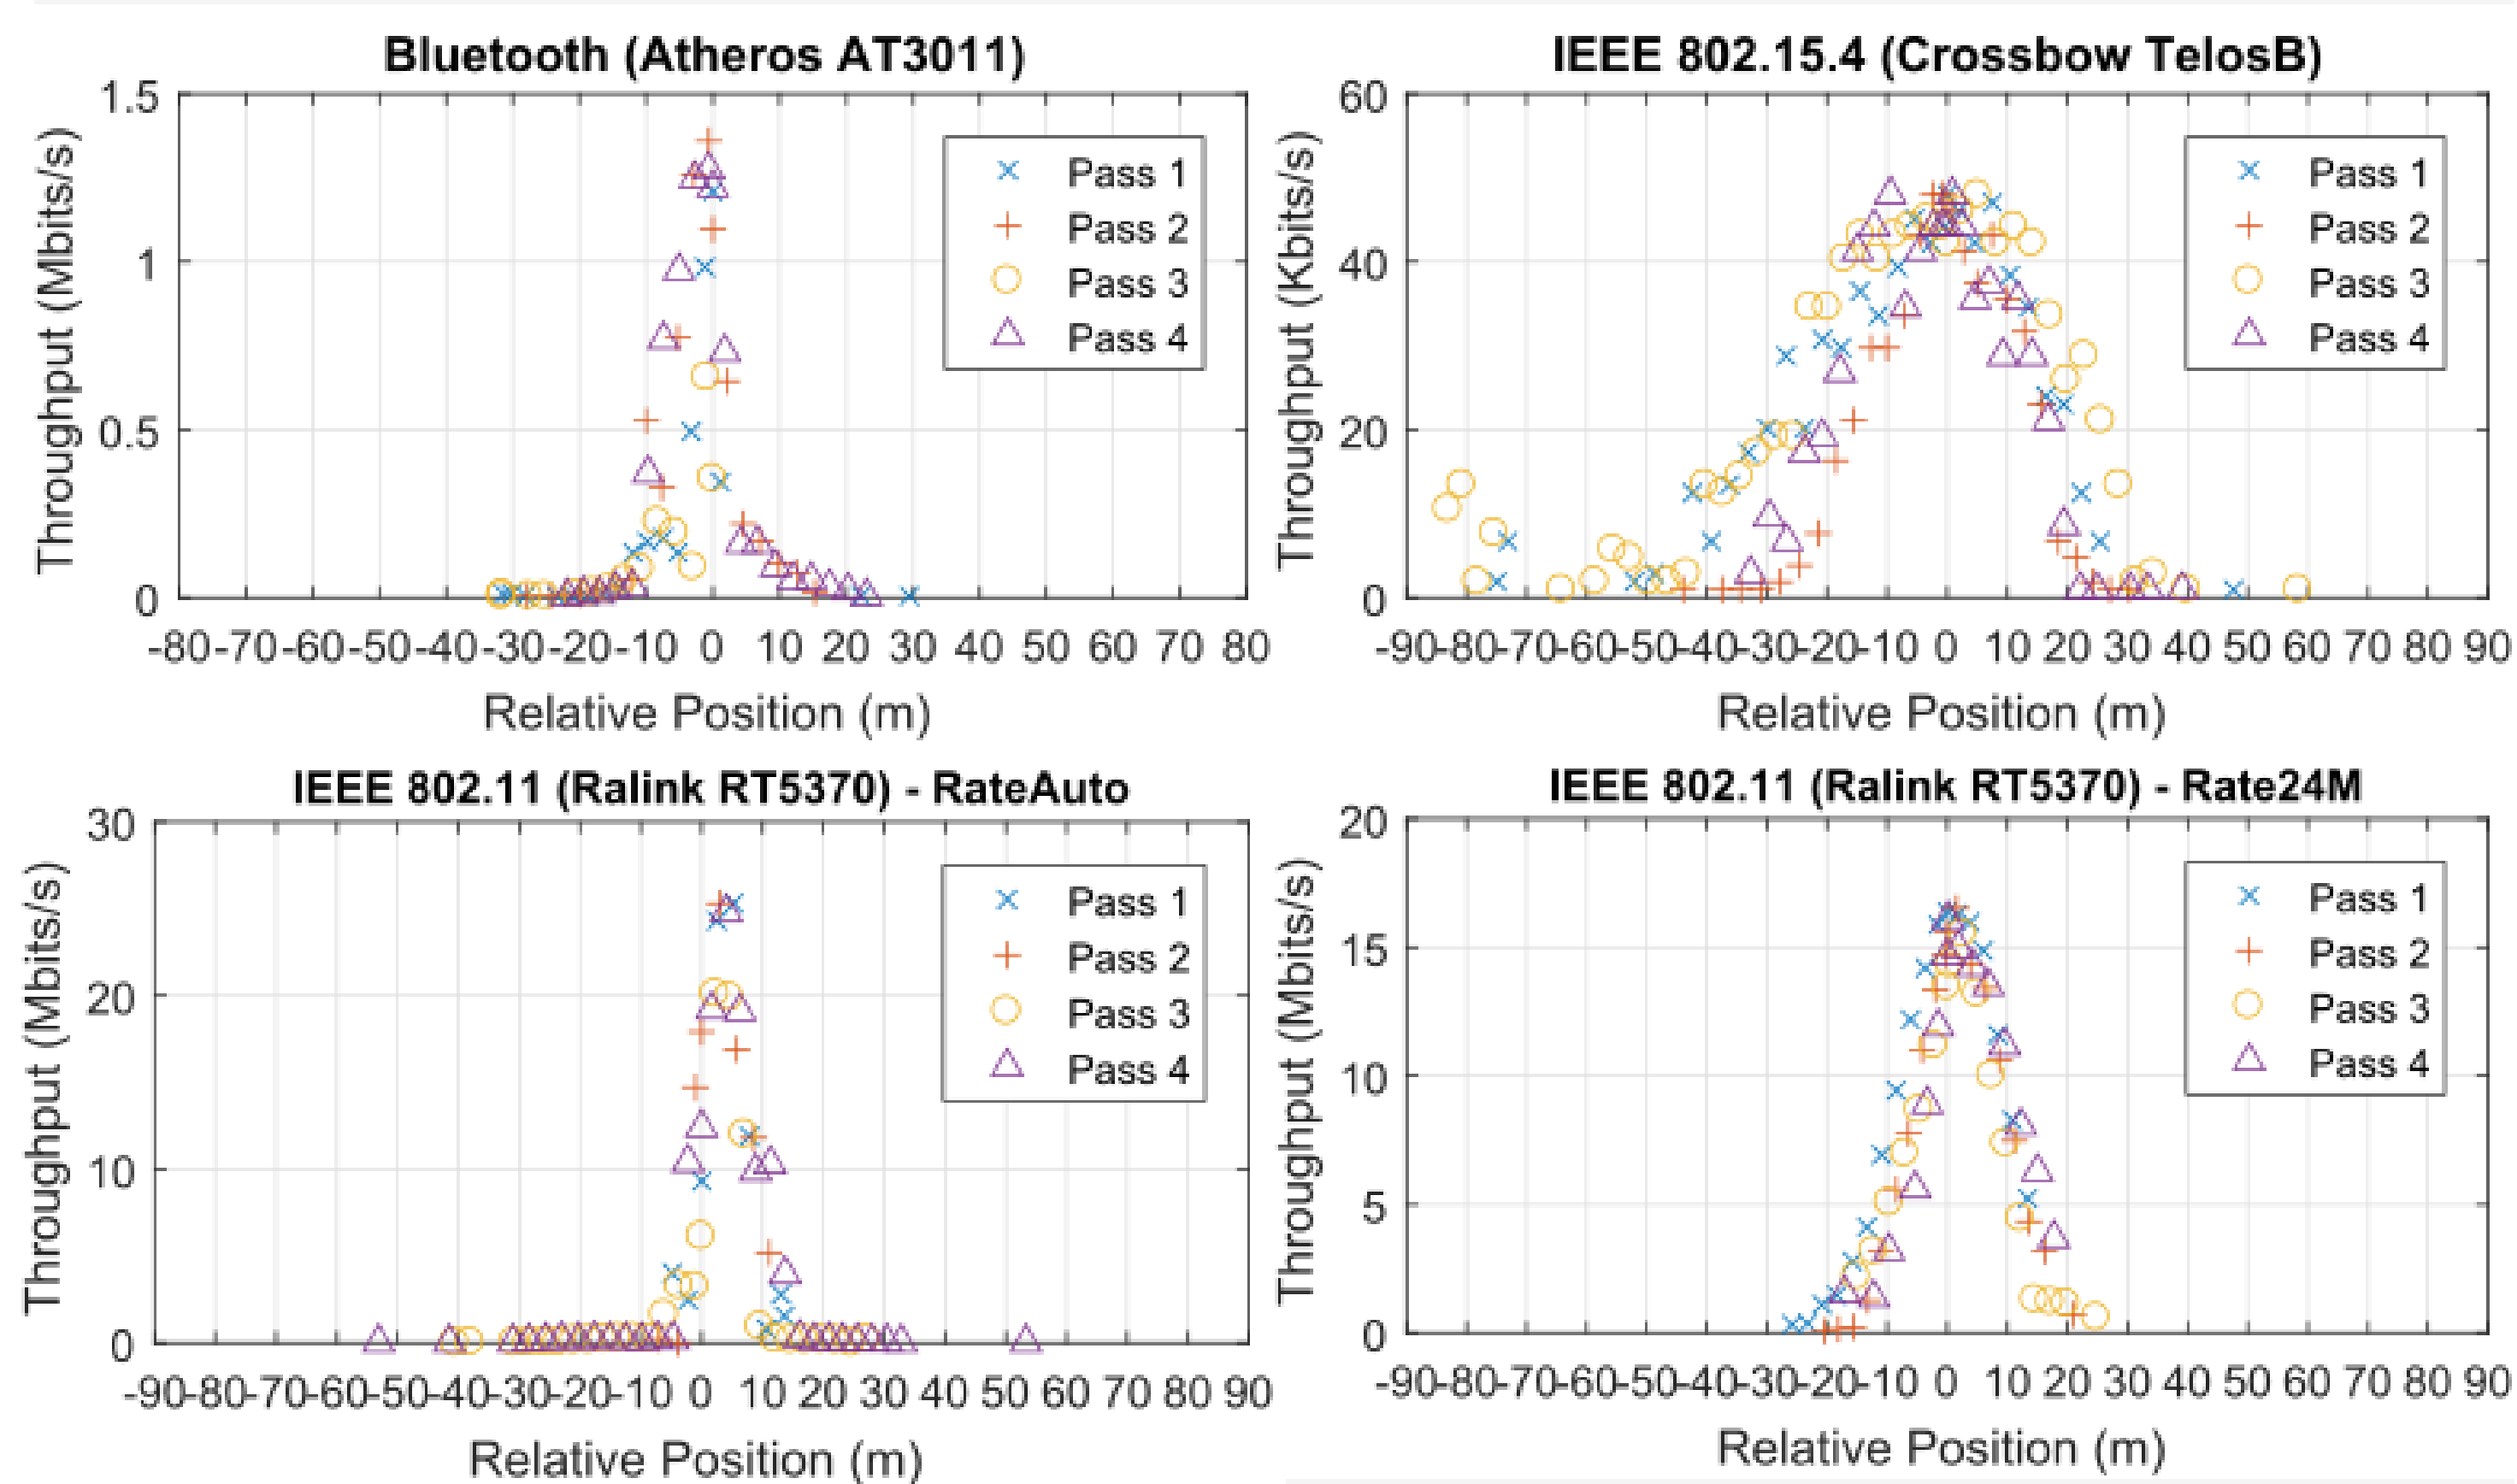 Bluetooth (Atheros AT3011)
1.5
1
0.5
0
Throughput (Mbits/s)
Pass 1
Pass 2
Pass 3
Pass 4
-80-70-60-50-40-30-20-10 0 10 20 30 40 50 60 70 80
Relative Position (m)
IEEE 802.15.4 (Crossbow TelosB)
60
40
20
0
Throughput (Kbits/s)
Pass 1
Pass 2
Pass 3
Pass 4
-90-80-70-60-50-40-30-20-10 0 10 20 30 40 50 60 70 80 90
Relative Position (m)
IEEE 802.11 (Ralink RT5370) - RateAuto
30
20
10
0
Throughput (Mbits/s)
Pass 1
Pass 2
Pass 3
Pass 4
-90-80-70-60-50-40-30-20-10 0 10 20 30 40 50 60 70 80 90
Relative Position (m)
IEEE 802.11 (Ralink RT5370) - Rate24M
20
15
10
5
0
Throughput (Mbits/s)
Pass 1
Pass 2
Pass 3
Pass 4
-90-80-70-60-50-40-30-20-10 0 10 20 30 40 50 60 70 80 90
Relative Position (m)